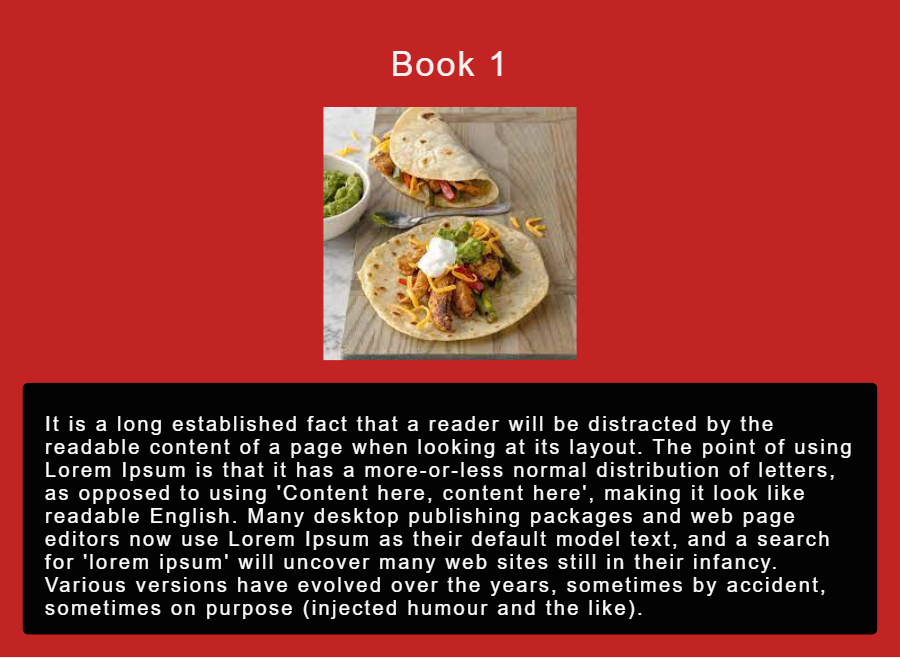 Book 1
It is a long established fact that a reader will be distracted by the
readable content of a page when looking at its layout. The point of using
Lorem Ipsum is that it has a more-or-less normal distribution of letters,
as opposed to using 'Content here, content here', making it look like
readable English. Many desktop publishing packages and web page
editors now use Lorem Ipsum as their default model text, and a search
for 'lorem ipsum' will uncover many web sites still in their infancy.
Various versions have evolved over the years, sometimes by accident,
sometimes on purpose (injected humour and the like).